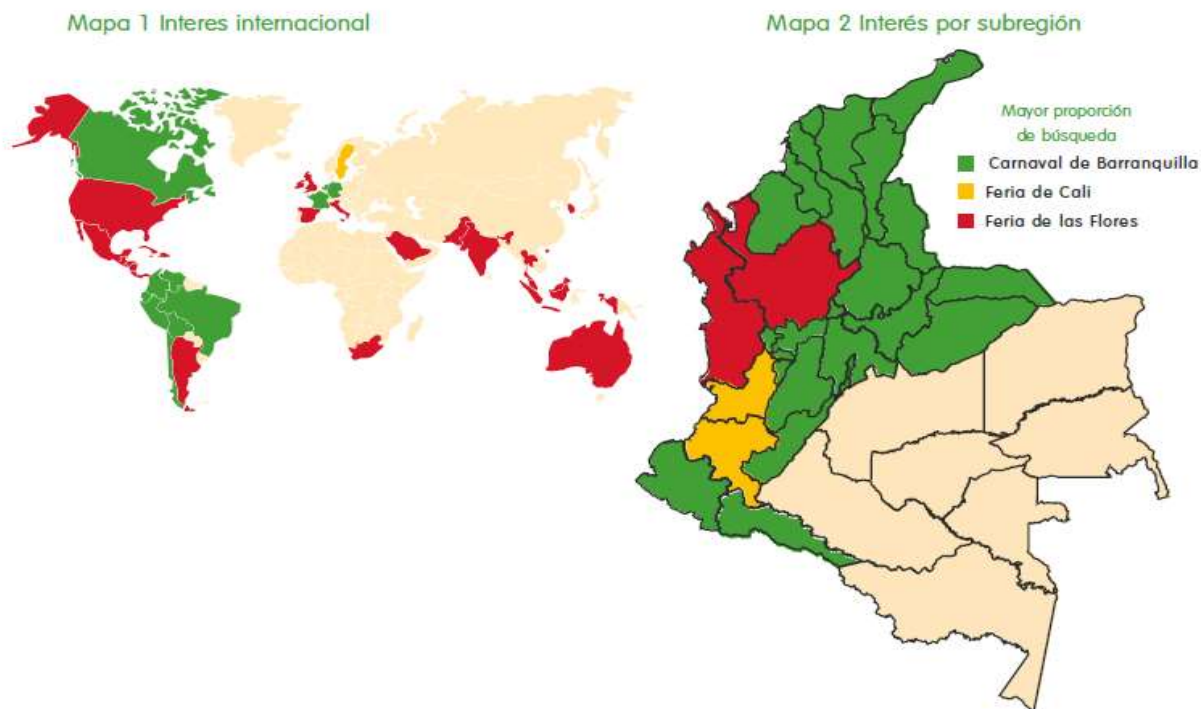 Mapa 1 Interes internacional
Mapa 2 Interés por subregión
Mayor proporción
de búsqueda
Carnaval de Barranquilla
Feria de Cali
Feria de las Flores